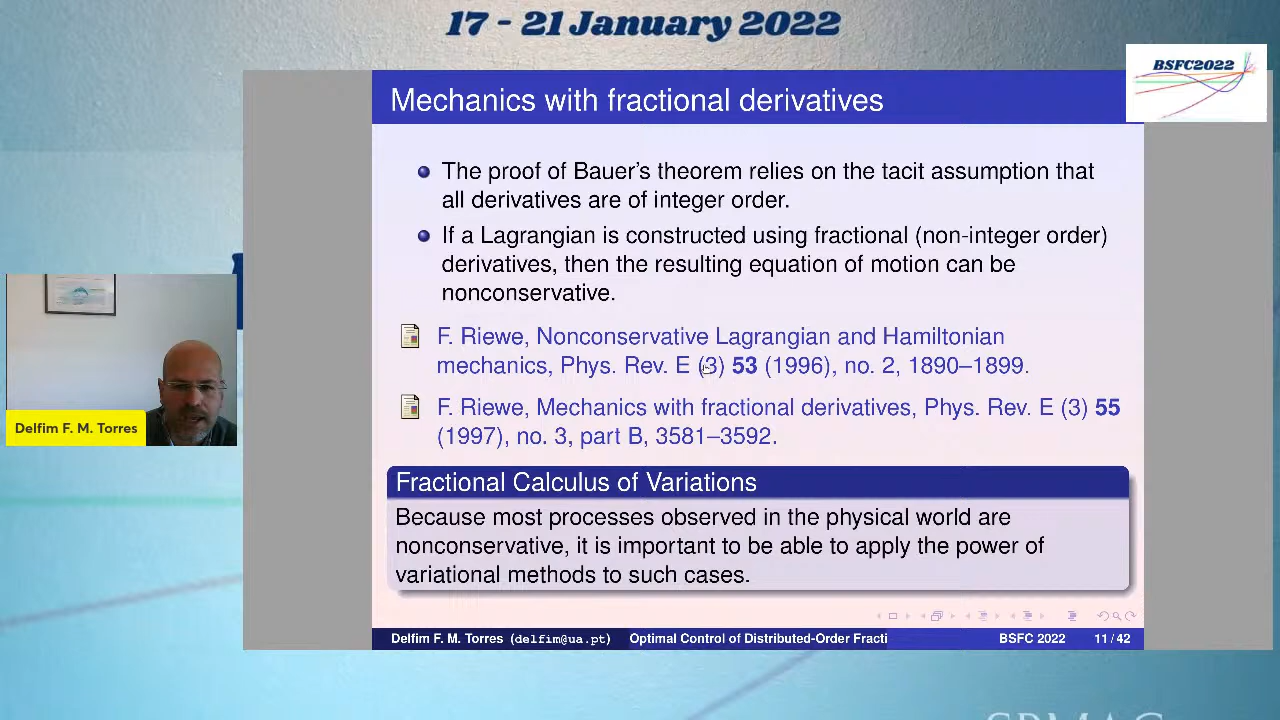 17 - 21 January 2022
BSFC2022
Mechanics with fractional derivatives
The proof of Bauer's theorem relies on the tacit assumption that
all derivatives are of integer order.
If a Lagrangian is constructed using fractional (non-integer order)
derivatives, then the resulting equation of motion can be
nonconservative.
F. Riewe, Nonconservative Lagrangian and Hamiltonian
mechanics, Phys. Rev. E (3) 53 (1996), no. 2, 1890–1899.
F. Riewe, Mechanics with fractional derivatives, Phys. Rev. E (3) 55
(1997), no. 3, part B, 3581–3592.
Delfim F. M. Torres
Fractional Calculus of Variations
Because most processes observed in the physical world are
nonconservative, it is important to be able to apply the power of
variational methods to such cases.
Delfim F. M. Torres (delfim@ua.pt) Optimal Control of Distributed-Order Fracti BSFC 2022 11 / 42